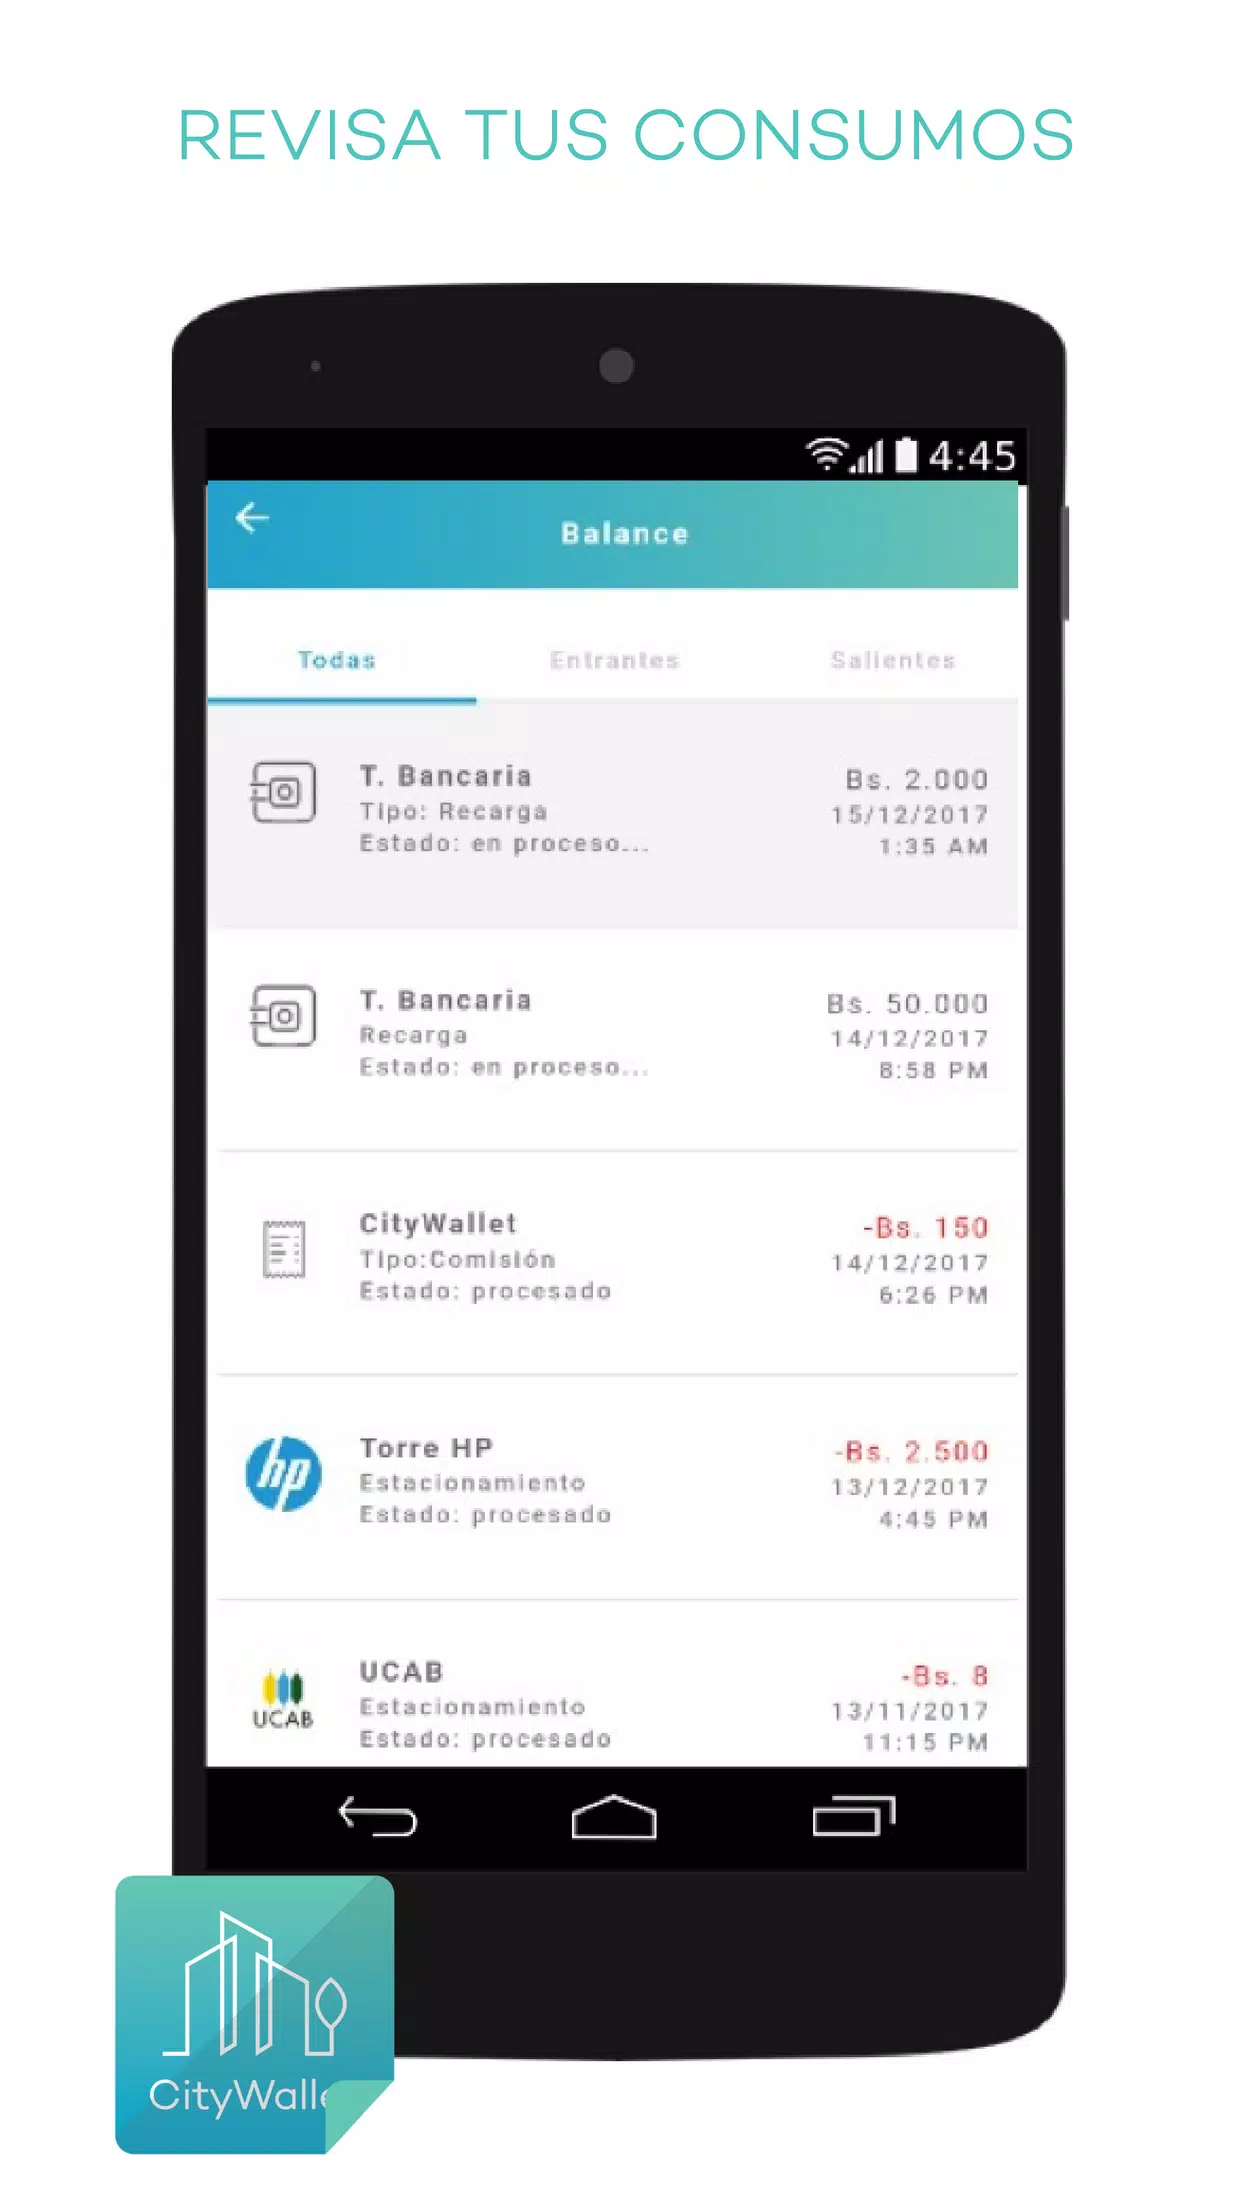 REVISA TUS CONSUMOS
4:45
Balance
Todas
Entrantes
Salientes
T. Bancaria
Bs. 2.000
Tipo: Recarga
15/12/2017
Estado: en proceso...
1:35 AM
T. Bancaria
Bs. 50.000
Recarga
14/12/2017
Estado: en proceso...
8:58 PM
CityWallet
-Bs. 150
Tipo:Comisión
14/12/2017
Estado: procesado
6:26 PM
hp
Torre HP
-Bs. 2.500
Estacionamiento
13/12/2017
Estado: procesado
4:45 PM
UCAB
UCAB
-Bs. 8
Estacionamiento
13/11/2017
Estado: procesado
11:15 PM
CityWalle